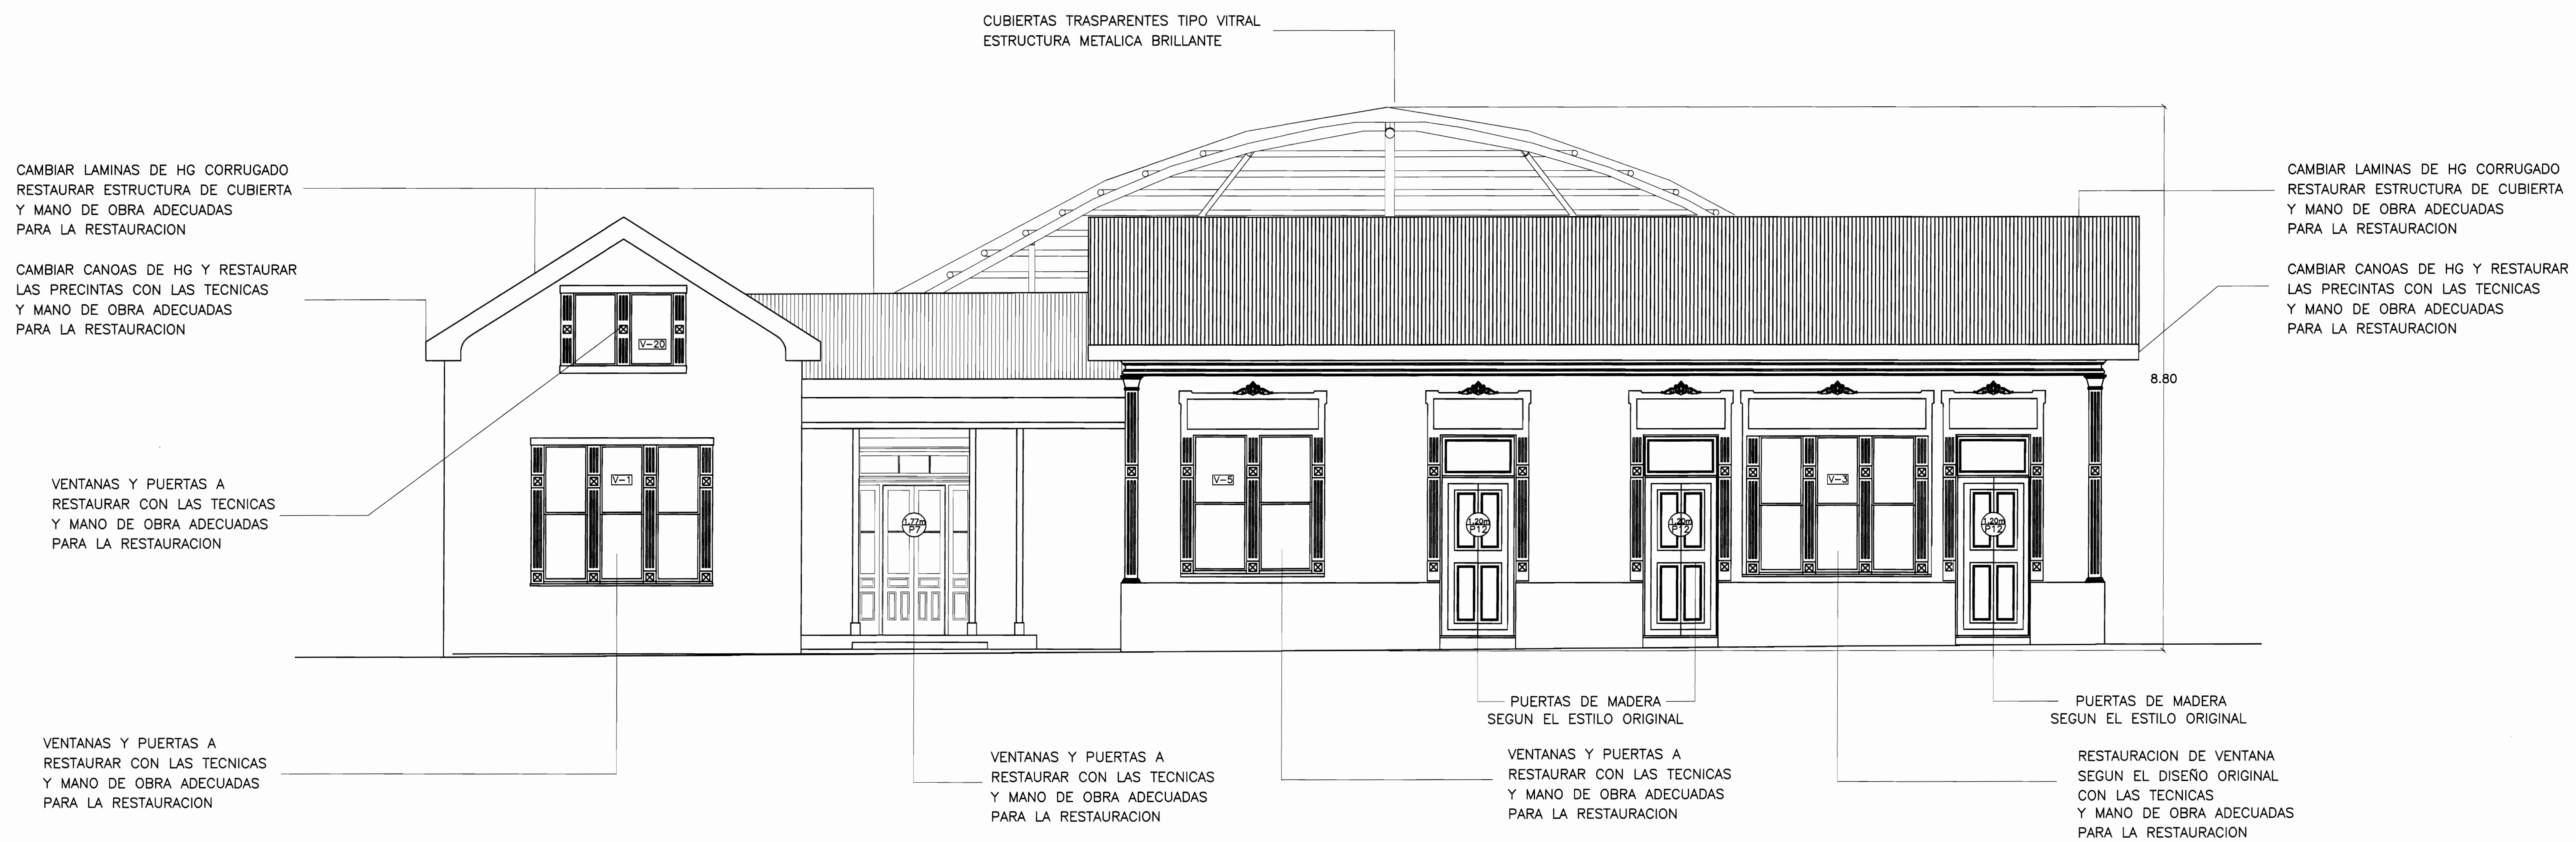 CUBIERTAS TRASPARENTES TIPO VITRAL
ESTRUCTURA METALICA BRILLANTE
CAMBIAR LAMINAS DE HG CORRUGADO
RESTAURAR ESTRUCTURA DE CUBIERTA
Y MANO DE OBRA ADECUADAS
PARA LA RESTAURACION
CAMBIAR CANOAS DE HG Y RESTAURAR
LAS PRECINTAS CON LAS TECNICAS
Y MANO DE OBRA ADECUADAS
PARA LA RESTAURACION
CAMBIAR LAMINAS DE HG CORRUGADO
RESTAURAR ESTRUCTURA DE CUBIERTA
Y MANO DE OBRA ADECUADAS
PARA LA RESTAURACION
CAMBIAR CANOAS DE HG Y RESTAURAR
LAS PRECINTAS CON LAS TECNICAS
Y MANO DE OBRA ADECUADAS
PARA LA RESTAURACION
V-20
8.80
VENTANAS Y PUERTAS A
RESTAURAR CON LAS TECNICAS
Y MANO DE OBRA ADECUADAS
PARA LA RESTAURACION
V-1
V-5
V-3
1.77m
P7
1.20m
P12
1.20m
P12
1.20m
P12
PUERTAS DE MADERA
SEGUN EL ESTILO ORIGINAL
PUERTAS DE MADERA
SEGUN EL ESTILO ORIGINAL
VENTANAS Y PUERTAS A
RESTAURAR CON LAS TECNICAS
Y MANO DE OBRA ADECUADAS
PARA LA RESTAURACION
VENTANAS Y PUERTAS A
RESTAURAR CON LAS TECNICAS
Y MANO DE OBRA ADECUADAS
PARA LA RESTAURACION
VENTANAS Y PUERTAS A
RESTAURAR CON LAS TECNICAS
Y MANO DE OBRA ADECUADAS
PARA LA RESTAURACION
RESTAURACION DE VENTANA
SEGUN EL DISEÑO ORIGINAL
CON LAS TECNICAS
Y MANO DE OBRA ADECUADAS
PARA LA RESTAURACION